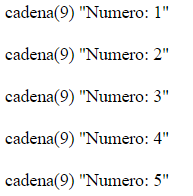 cadena(9) "Numero: 1"
cadena(9) "Numero: 2"
cadena(9) "Numero: 3"
cadena(9) "Numero: 4"
cadena(9) "Numero: 5"